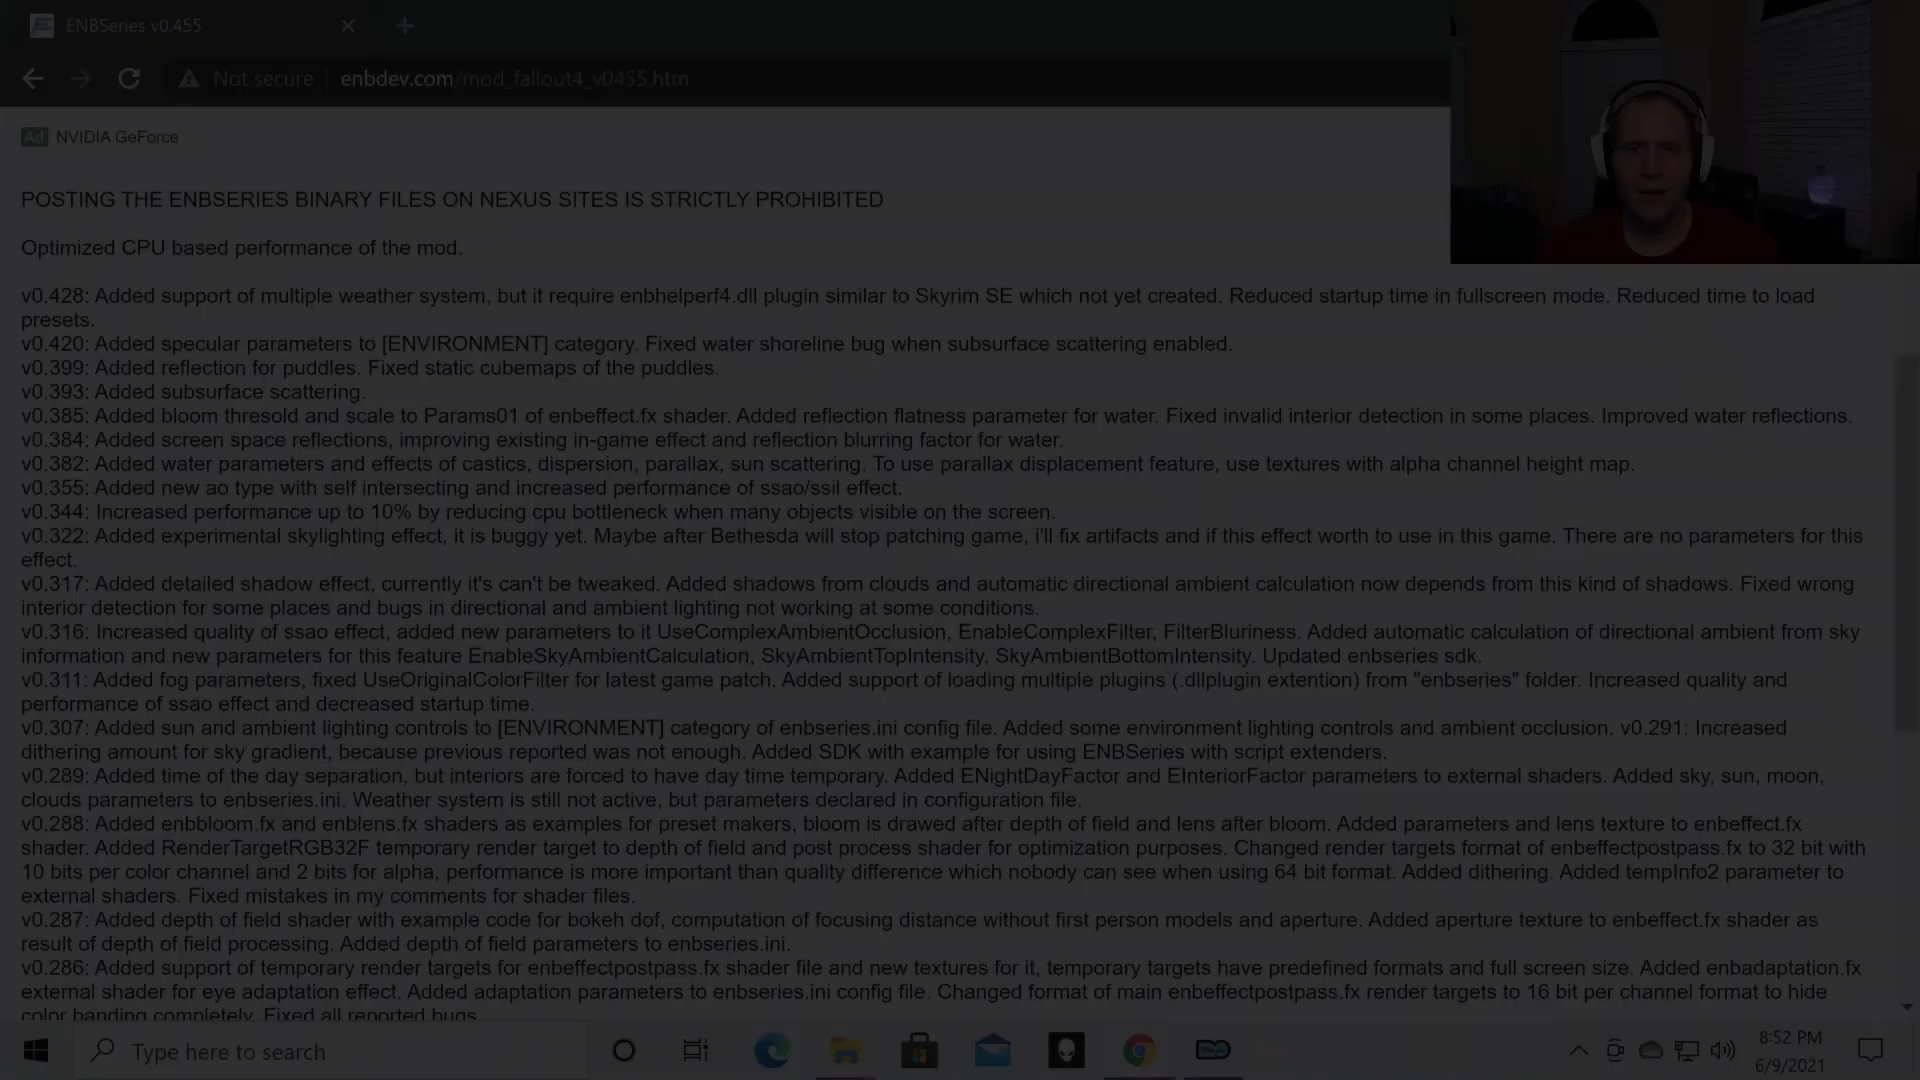 ENBSeries v0.455
Not secure
enbdev.com/mod_fallout4_v0455.htm
Ad NVIDIA GeForce
POSTING THE ENBSERIES BINARY FILES ON NEXUS SITES IS STRICTLY PROHIBITED
Optimized CPU based performance of the mod.
v0.428: Added support of multiple weather system, but it require enbhelperf4.dll plugin similar to Skyrim SE which not yet created. Reduced startup time in fullscreen mode. Reduced time to load
presets.
v0.420: Added specular parameters to [ENVIRONMENT] category. Fixed water shoreline bug when subsurface scattering enabled.
v0.399: Added reflection for puddles. Fixed static cubemaps of the puddles.
v0.393: Added subsurface scattering.
v0.385: Added bloom thresold and scale to Params01 of enbeffect.fx shader. Added reflection flatness parameter for water. Fixed invalid interior detection in some places. Improved water reflections.
v0.384: Added screen space reflections, improving existing in-game effect and reflection blurring factor for water.
v0.382: Added water parameters and effects of castics, dispersion, parallax, sun scattering. To use parallax displacement feature, use textures with alpha channel height map.
v0.355: Added new ao type with self intersecting and increased performance of ssao/ssil effect.
v0.344: Increased performance up to 10% by reducing cpu bottleneck when many objects visible on the screen.
v0.322: Added experimental skylighting effect, it is buggy yet. Maybe after Bethesda will stop patching game, i'll fix artifacts and if this effect worth to use in this game. There are no parameters for this
effect.
v0.317: Added detailed shadow effect, currently it's can't be tweaked. Added shadows from clouds and automatic directional ambient calculation now depends from this kind of shadows. Fixed wrong
interior detection for some places and bugs in directional and ambient lighting not working at some conditions.
v0.316: Increased quality of ssao effect, added new parameters to it UseComplexAmbientOcclusion, EnableComplexFilter, FilterBluriness. Added automatic calculation of directional ambient from sky
information and new parameters for this feature EnableSkyAmbientCalculation, SkyAmbientTopIntensity, SkyAmbientBottomIntensity. Updated enbseries sdk.
v0.311: Added fog parameters, fixed UseOriginalColorFilter for latest game patch. Added support of loading multiple plugins (.dllplugin extention) from "enbseries" folder. Increased quality and
performance of ssao effect and decreased startup time.
v0.307: Added sun and ambient lighting controls to [ENVIRONMENT] category of enbseries.ini config file. Added some environment lighting controls and ambient occlusion. v0.291: Increased
dithering amount for sky gradient, because previous reported was not enough. Added SDK with example for using ENBSeries with script extenders.
v0.289: Added time of the day separation, but interiors are forced to have day time temporary. Added ENightDayFactor and EInteriorFactor parameters to external shaders. Added sky, sun, moon,
clouds parameters to enbseries.ini. Weather system is still not active, but parameters declared in configuration file.
v0.288: Added enbbloom.fx and enblens.fx shaders as examples for preset makers, bloom is drawed after depth of field and lens after bloom. Added parameters and lens texture to enbeffect.fx
shader. Added RenderTargetRGB32F temporary render target to depth of field and post process shader for optimization purposes. Changed render targets format of enbeffectpostpass.fx to 32 bit with
10 bits per color channel and 2 bits for alpha, performance is more important than quality difference which nobody can see when using 64 bit format. Added dithering. Added tempInfo2 parameter to
external shaders. Fixed mistakes in my comments for shader files.
v0.287: Added depth of field shader with example code for bokeh dof, computation of focusing distance without first person models and aperture. Added aperture texture to enbeffect.fx shader as
result of depth of field processing. Added depth of field parameters to enbseries.ini.
v0.286: Added support of temporary render targets for enbeffectpostpass.fx shader file and new textures for it, temporary targets have predefined formats and full screen size. Added enbadaptation.fx
external shader for eye adaptation effect. Added adaptation parameters to enbseries.ini config file. Changed format of main enbeffectpostpass.fx render targets to 16 bit per channel format to hide
color banding completely. Fixed all reported bugs.
Type here to search
8:52 PM
6/9/2021